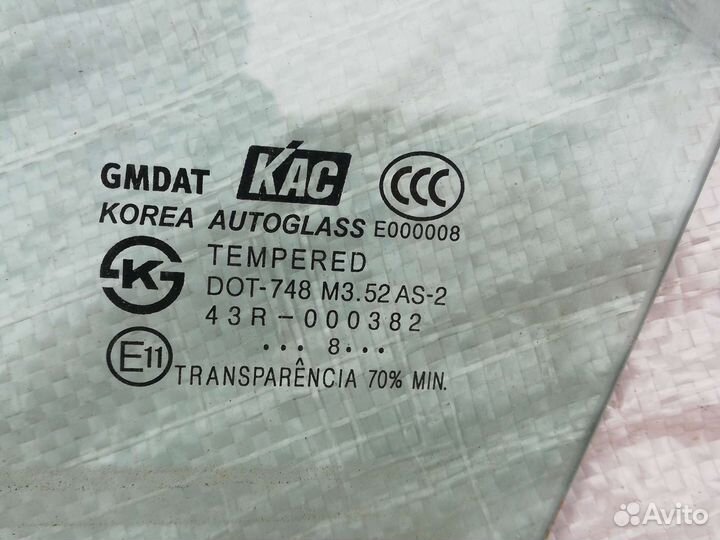 GMDAT KAC CCC
KOREA AUTOGLASS E000008
K TEMPERED
DOT-748 M3.52 AS-2
43R-000382
... 8...
E11 TRANSPARÊNCIA 70% MIN.
Avito